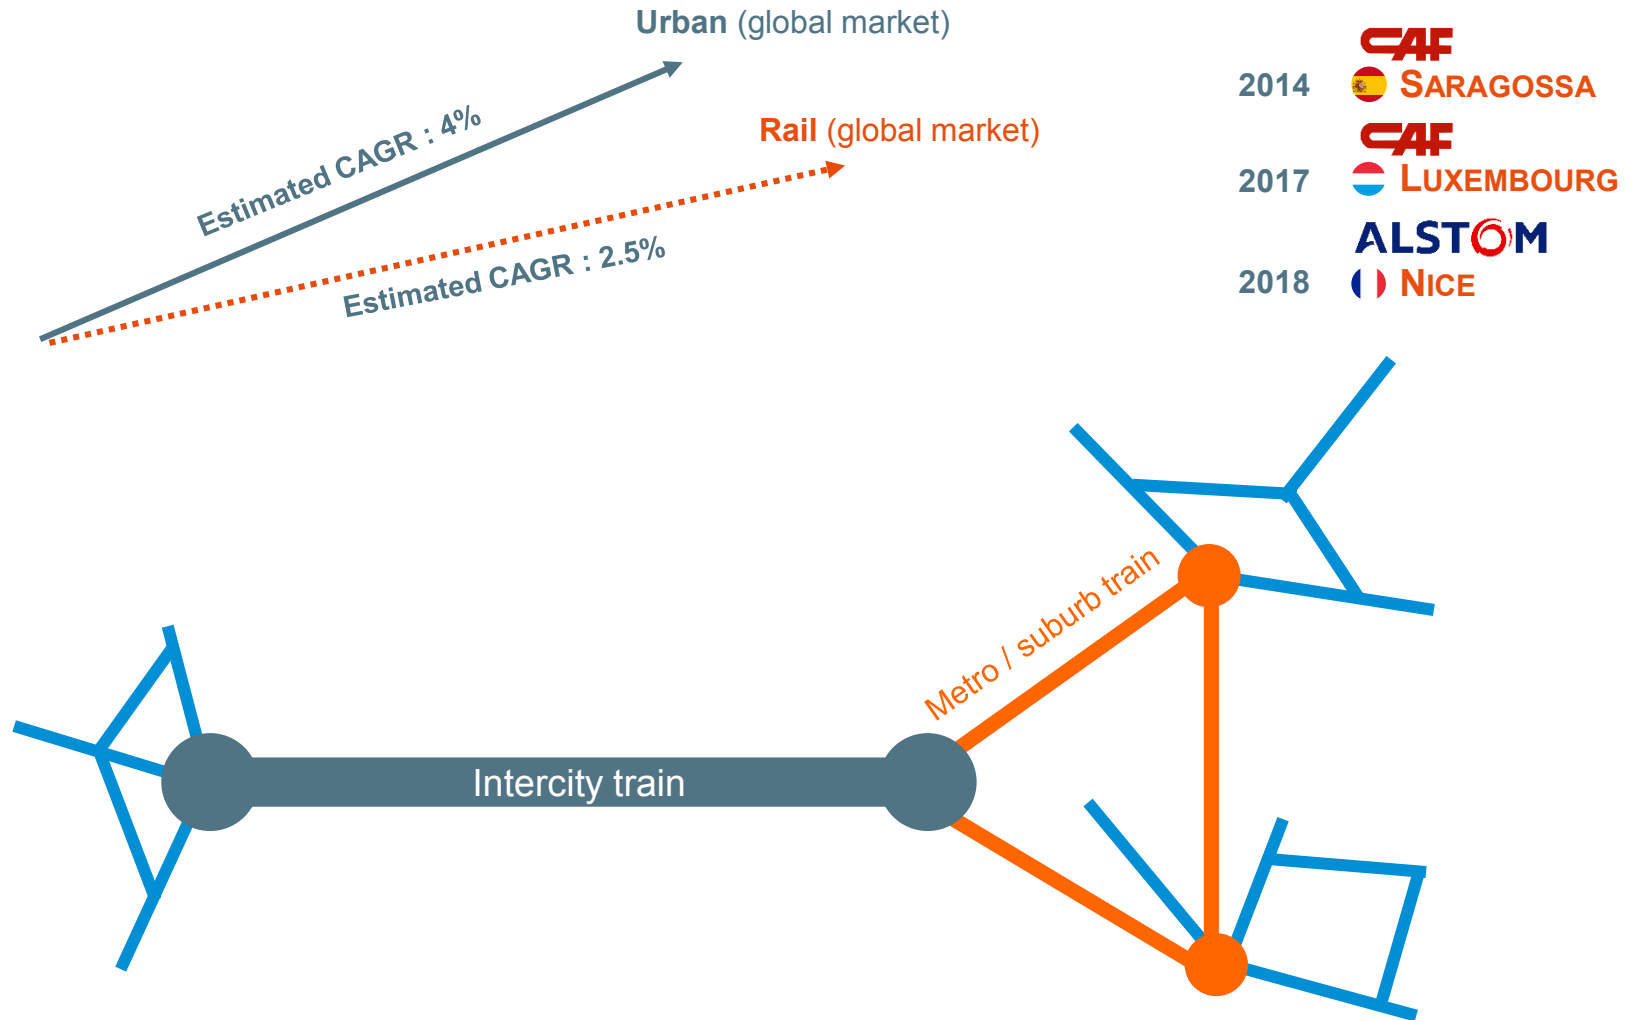 Urban (global market)
Estimated CAGR : 4%
Rail (global market)
Estimated CAGR : 2.5%
CAF
2014 SARAGOSSA
CAF
2017 LUXEMBOURG
ALSTOM
2018 NICE
Metro / suburb train
Intercity train